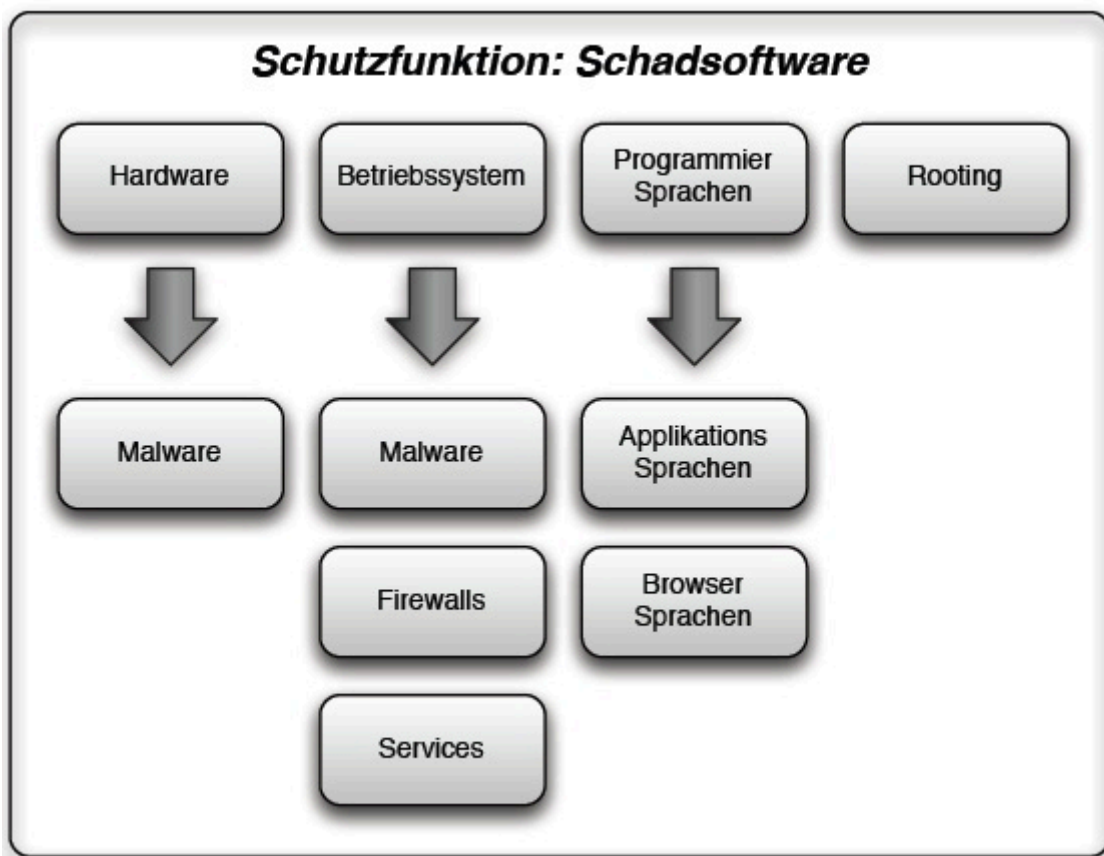 Schutzfunktion: Schadsoftware
Hardware
Betriebssystem
Programmier
Sprachen
Rooting
Malware
Malware
Applikations
Sprachen
Firewalls
Browser
Sprachen
Services